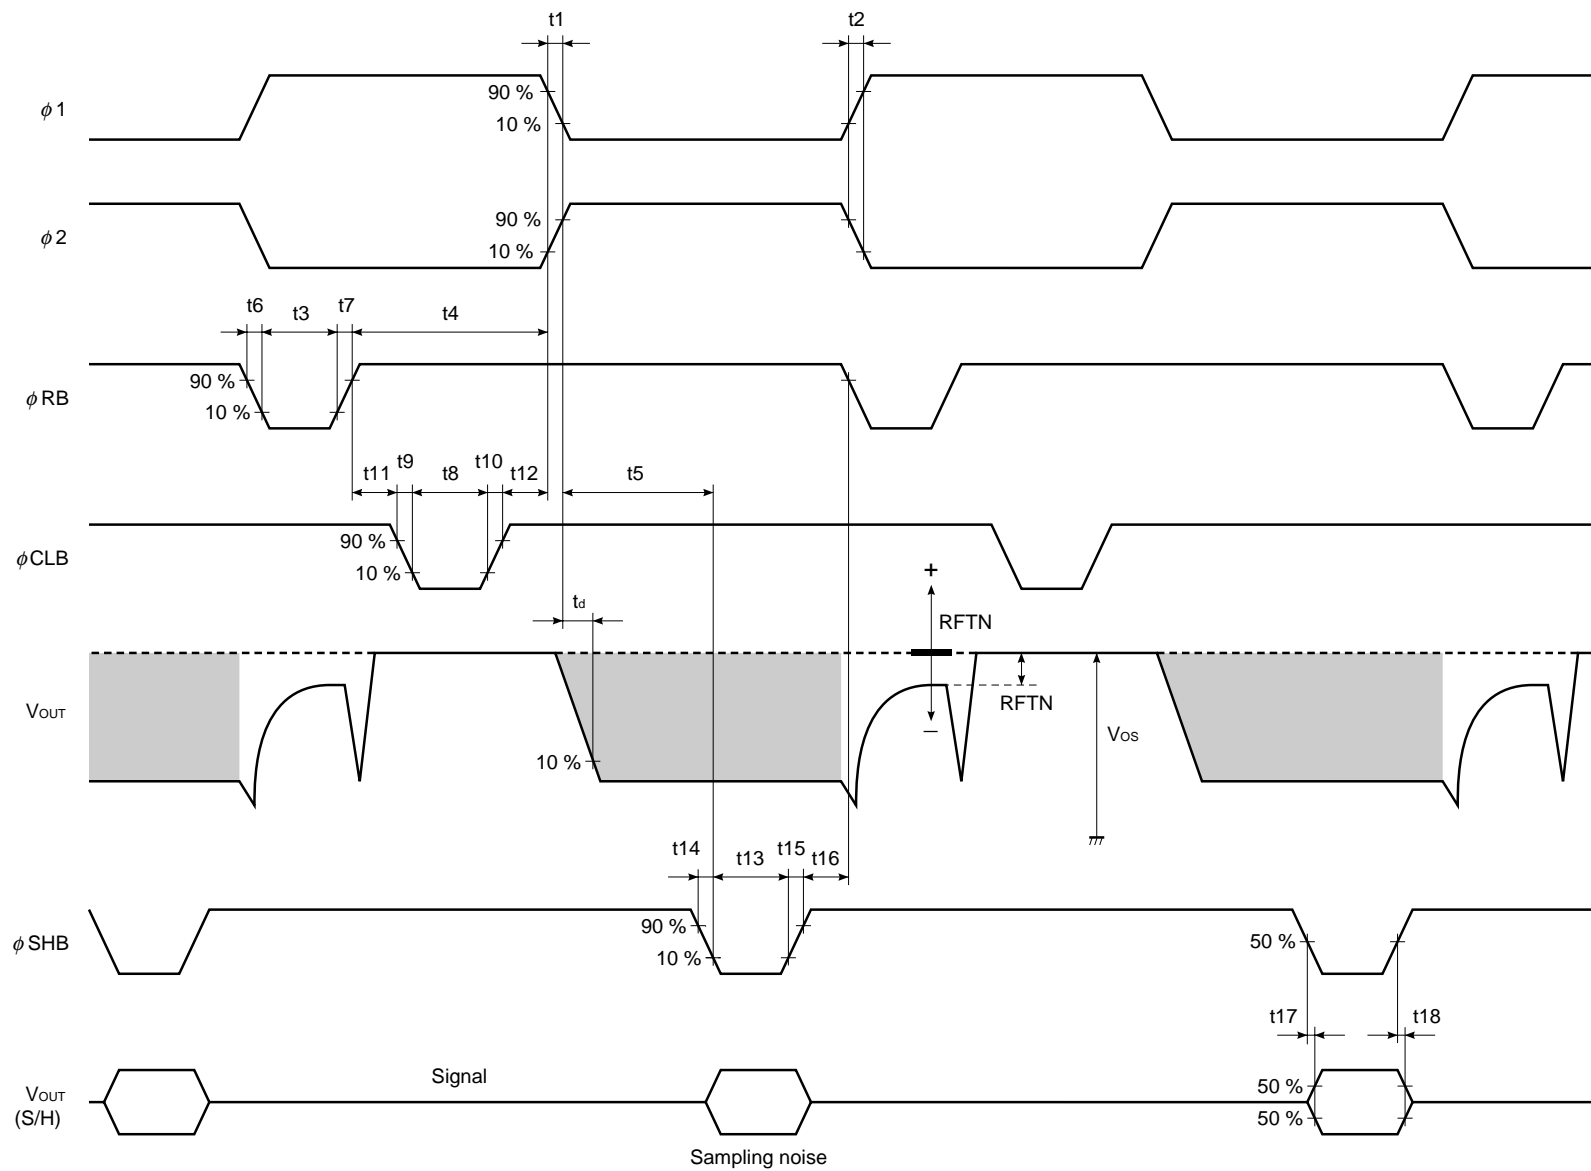 t1 t2
90 %
ϕ1
10 %
90 %
ϕ2
10 %
t6 t3 t7 t4
90 %
ϕRB
10 %
t11 t9 t8 t10 t12 t5
90 %
ϕCLB
10 %
+
td
RFTN
RFTN
VOUT
–
VOS
10 %
t14 t13 t15 t16
90 %
ϕSHB
50 %
10 %
t17 t18
Signal
50 %
VOUT
(S/H)
50 %
Sampling noise